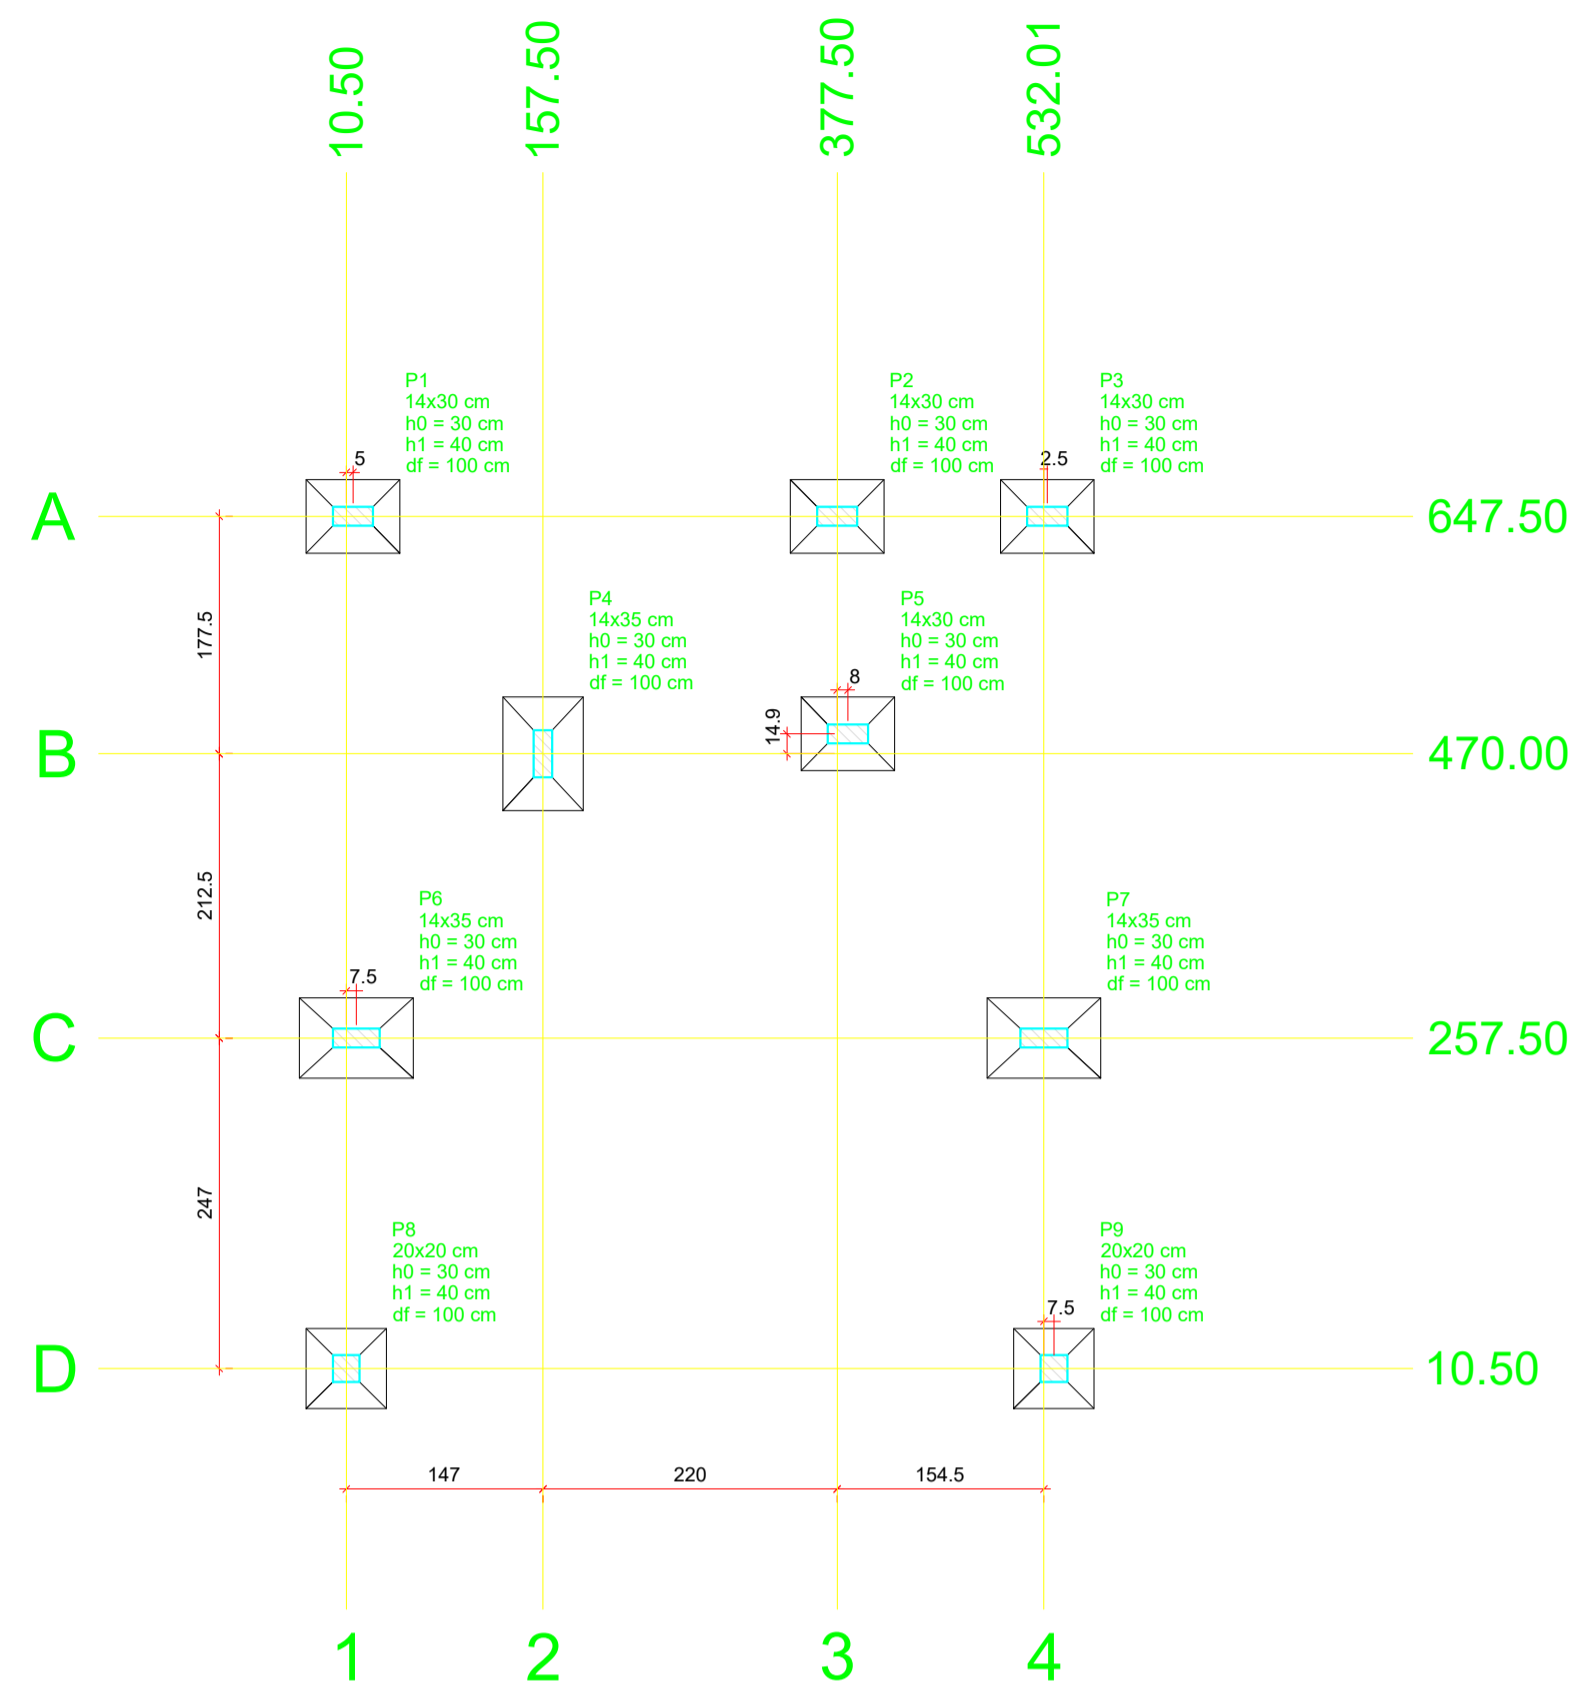 10.50
157.50
377.50
532.01
P1
14x30 cm
h0 = 30 cm
h1 = 40 cm
df = 100 cm
P2
14x30 cm
h0 = 30 cm
h1 = 40 cm
df = 100 cm
P3
14x30 cm
h0 = 30 cm
h1 = 40 cm
df = 100 cm
5
2.5
A
647.50
177.5
P4
14x35 cm
h0 = 30 cm
h1 = 40 cm
df = 100 cm
P5
14x30 cm
h0 = 30 cm
h1 = 40 cm
df = 100 cm
8
14.9
B
470.00
212.5
P6
14x35 cm
h0 = 30 cm
h1 = 40 cm
df = 100 cm
P7
14x35 cm
h0 = 30 cm
h1 = 40 cm
df = 100 cm
7.5
C
257.50
247
P8
20x20 cm
h0 = 30 cm
h1 = 40 cm
df = 100 cm
P9
20x20 cm
h0 = 30 cm
h1 = 40 cm
df = 100 cm
7.5
D
10.50
147
220
154.5
1
2
3
4